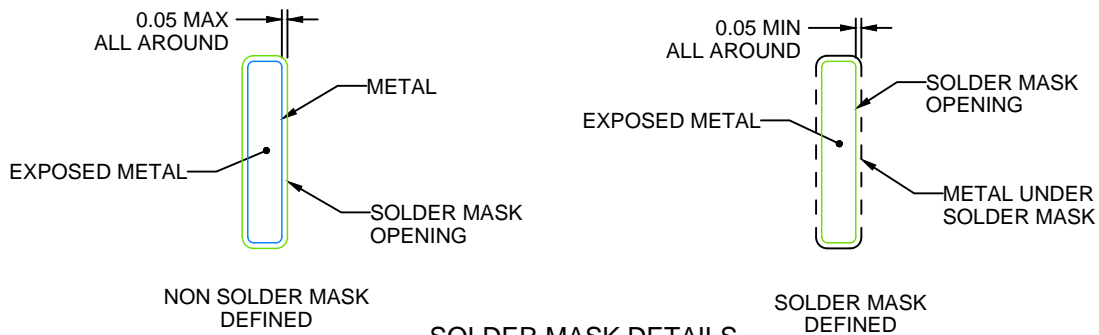 0.05 MAX
ALL AROUND
METAL
EXPOSED METAL
SOLDER MASK
OPENING
NON SOLDER MASK
DEFINED
0.05 MIN
ALL AROUND
SOLDER MASK
OPENING
EXPOSED METAL
METAL UNDER
SOLDER MASK
SOLDER MASK
DEFINED
SOLDER MASK DETAILS